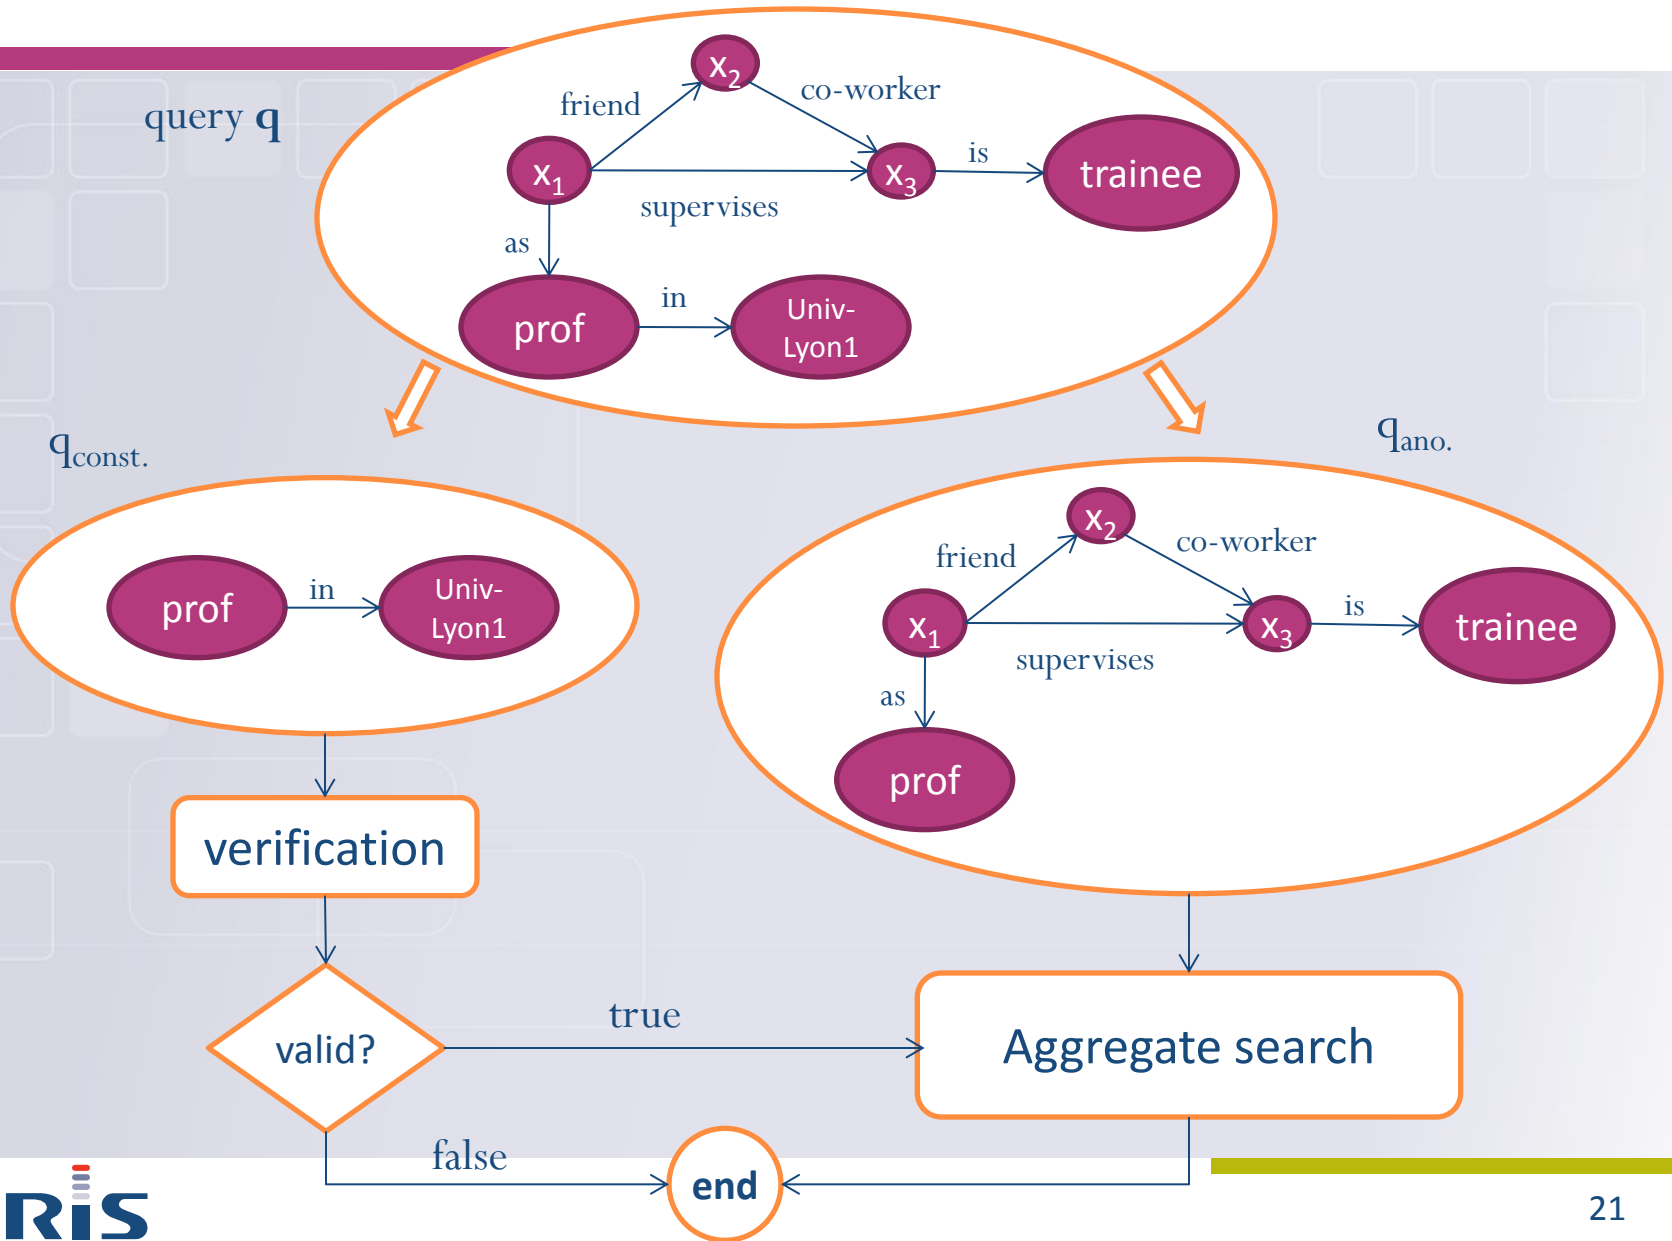 query q
x2
friend
co-worker
x1
x3
is
trainee
supervises
as
prof
in
Univ-
Lyon1
qconst.
prof
in
Univ-
Lyon1
qano.
x2
friend
co-worker
x1
x3
is
trainee
supervises
as
prof
verification
valid?
true
Aggregate search
false
end
RiS
21